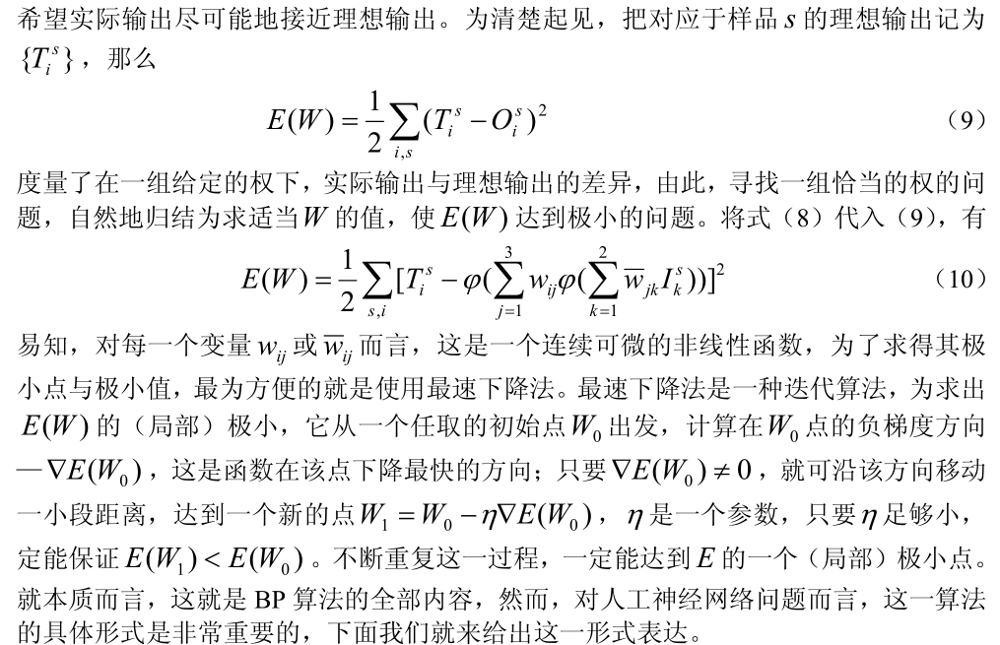 希望实际输出尽可能地接近理想输出。为清楚起见，把对应于样品 s 的理想输出记为
{T_i^s}，那么
E(W) = \frac{1}{2} \sum_{i,s} (T_i^s − O_i^s)^2 （9）
度量了在一组给定的权下，实际输出与理想输出的差异，由此，寻找一组恰当的权的问
题，自然地归结为求适当 W 的值，使 E(W) 达到极小的问题。将式（8）代入（9），有
E(W) = \frac{1}{2} \sum_{s,i} [T_i^s − φ(\sum_{j=1}^{3} w_{ij} φ(\sum_{k=1}^{2} \overline{w}_{jk} I_k^s))]^2 （10）
易知，对每一个变量 w_{ij} 或 \overline{w}_{ij} 而言，这是一个连续可微的非线性函数，为了求得其极
小点与极小值，最为方便的就是使用最速下降法。最速下降法是一种迭代算法，为求出
E(W) 的（局部）极小，它从一个任取的初始点 W_0 出发，计算在 W_0 点的负梯度方向
—∇E(W_0)，这是函数在该点下降最快的方向；只要 ∇E(W_0) ≠ 0，就可沿该方向移动
一小段距离，达到一个新的点 W_1 = W_0 − η∇E(W_0)，η 是一个参数，只要 η 足够小，
定能保证 E(W_1) < E(W_0)。不断重复这一过程，一定能达到 E 的一个（局部）极小点。
就本质而言，这就是 BP 算法的全部内容，然而，对人工神经网络问题而言，这一算法
的具体形式是非常重要的，下面我们就来给出这一形式表达。